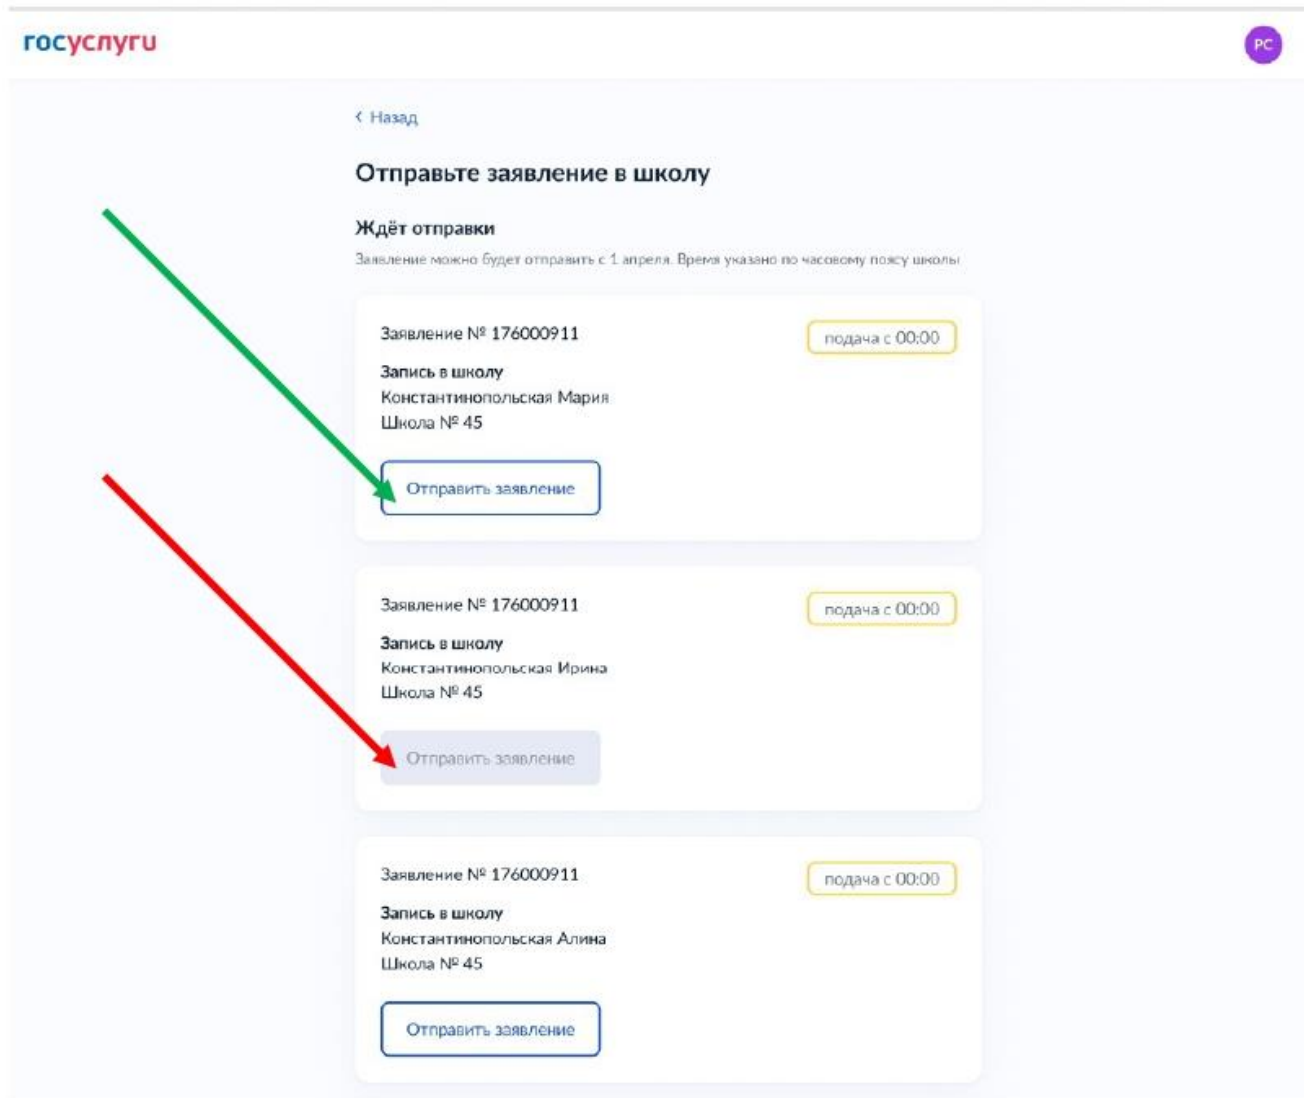 госуслуги
РС
Назад
Отправьте заявление в школу
Ждёт отправки
Заявление можно будет отправить с 1 апреля. Время указано по часовому поясу школы
Заявление № 176000911
подача с 00:00
Запись в школу
Константинопольская Мария
Школа № 45
Отправить заявление
Заявление № 176000911
подача с 00:00
Запись в школу
Константинопольская Ирина
Школа № 45
Отправить заявление
Заявление № 176000911
подача с 00:00
Запись в школу
Константинопольская Алина
Школа № 45
Отправить заявление